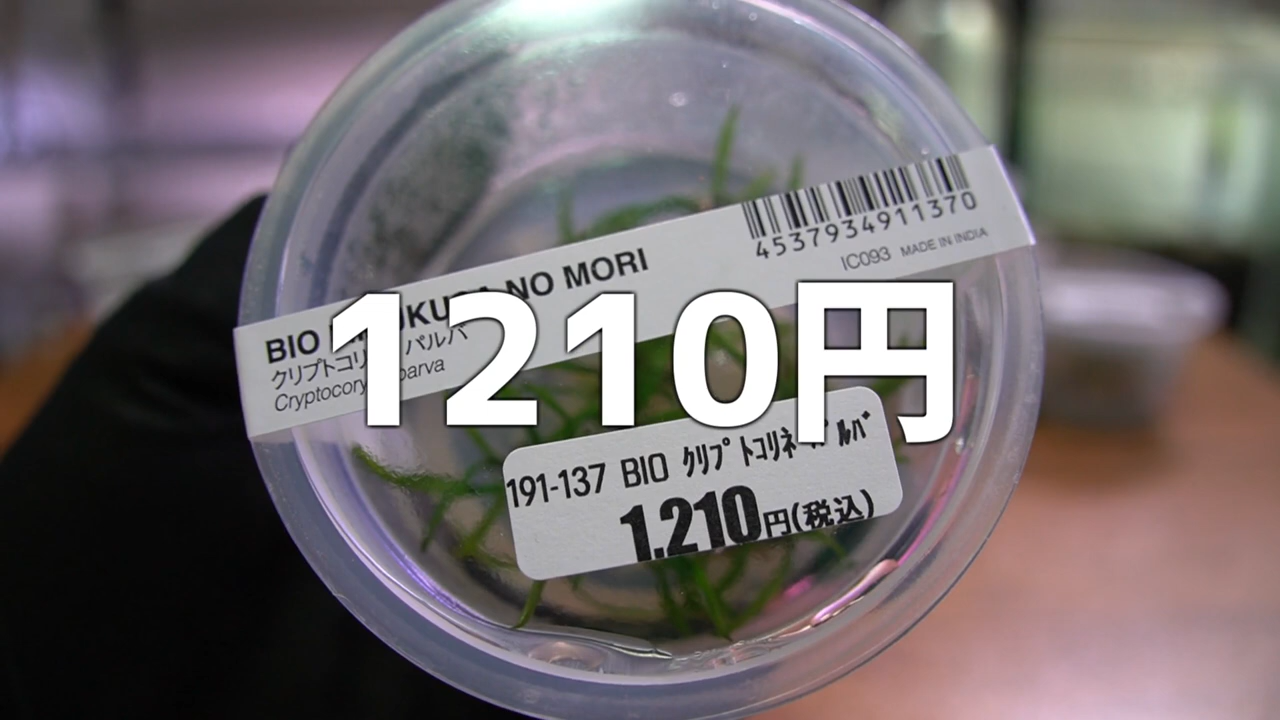 BIO NO MORI
クリプトコリ パルバ
Cryptocory parva
4537934911370
IC093 MADE IN INDIA
1210円
191-137 BIO ｸﾘﾌﾟﾄｺﾘﾈ ﾊﾟﾙﾊﾞ
1,210円(税込)